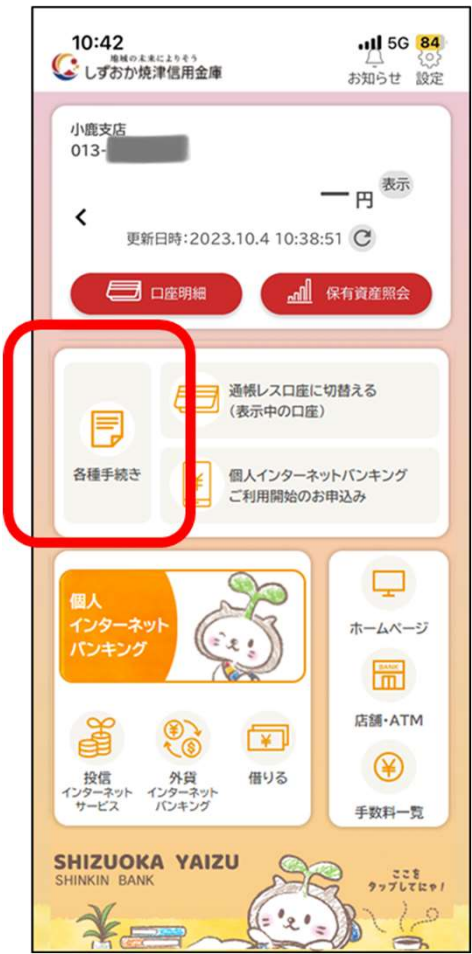 10:42
5G 84
地域の未来によりそう
しずおか焼津信用金庫
お知らせ 設定
小鹿支店
013-
ー 円 表示
更新日時:2023.10.4 10:38:51
口座明細
保有資産照会
各種手続き
通帳レス口座に切替える
(表示中の口座)
個人インターネットバンキング
ご利用開始のお申込み
個人
インターネット
バンキング
ホームページ
BANK
店舗・ATM
手数料一覧
投信
インターネット
サービス
外貨
インターネット
バンキング
借りる
SHIZUOKA YAIZU
SHINKIN BANK
ここを
タップしてにゃ!